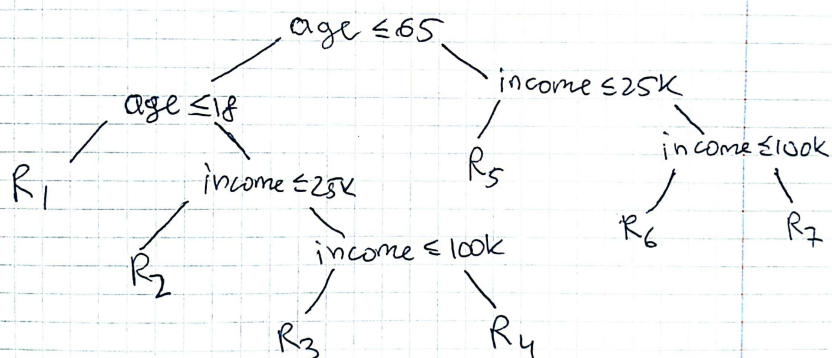 age ≤ 65
income ≤ 25K
age ≤ 18
income ≤ 100k
R5
R1
income ≤ 25K
R6
R7
income ≤ 100k
R2
R3
R4